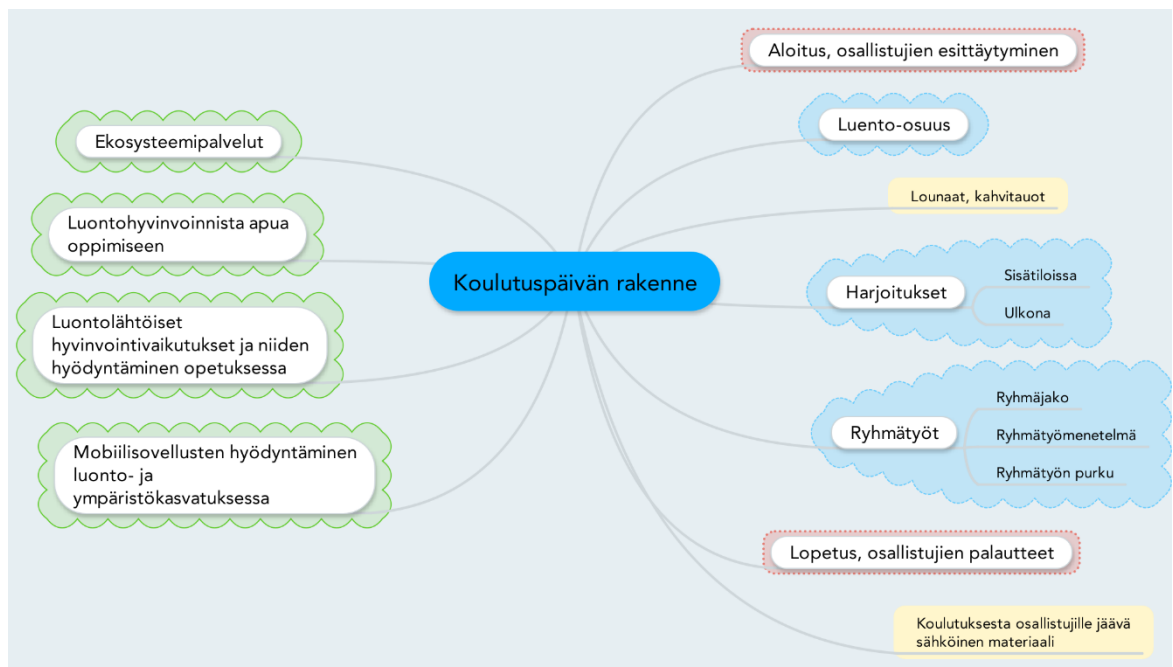 Koulutuspäivän rakenne
Aloitus, osallistujien esittäytyminen
Luento-osuus
Lounaat, kahvitauot
Harjoitukset
Sisätiloissa
Ulkona
Ryhmätyöt
Ryhmäjako
Ryhmätyömenetelmä
Ryhmätyön purku
Lopetus, osallistujien palautteet
Koulutuksesta osallistujille jäävä
sähköinen materiaali
Ekosysteemipalvelut
Luontohyvinvoinnista apua
oppimiseen
Luontolähtöiset
hyvinvointivaikutukset ja niiden
hyödyntäminen opetuksessa
Mobiilisovellusten hyödyntäminen
luonto- ja
ympäristökasvatuksessa